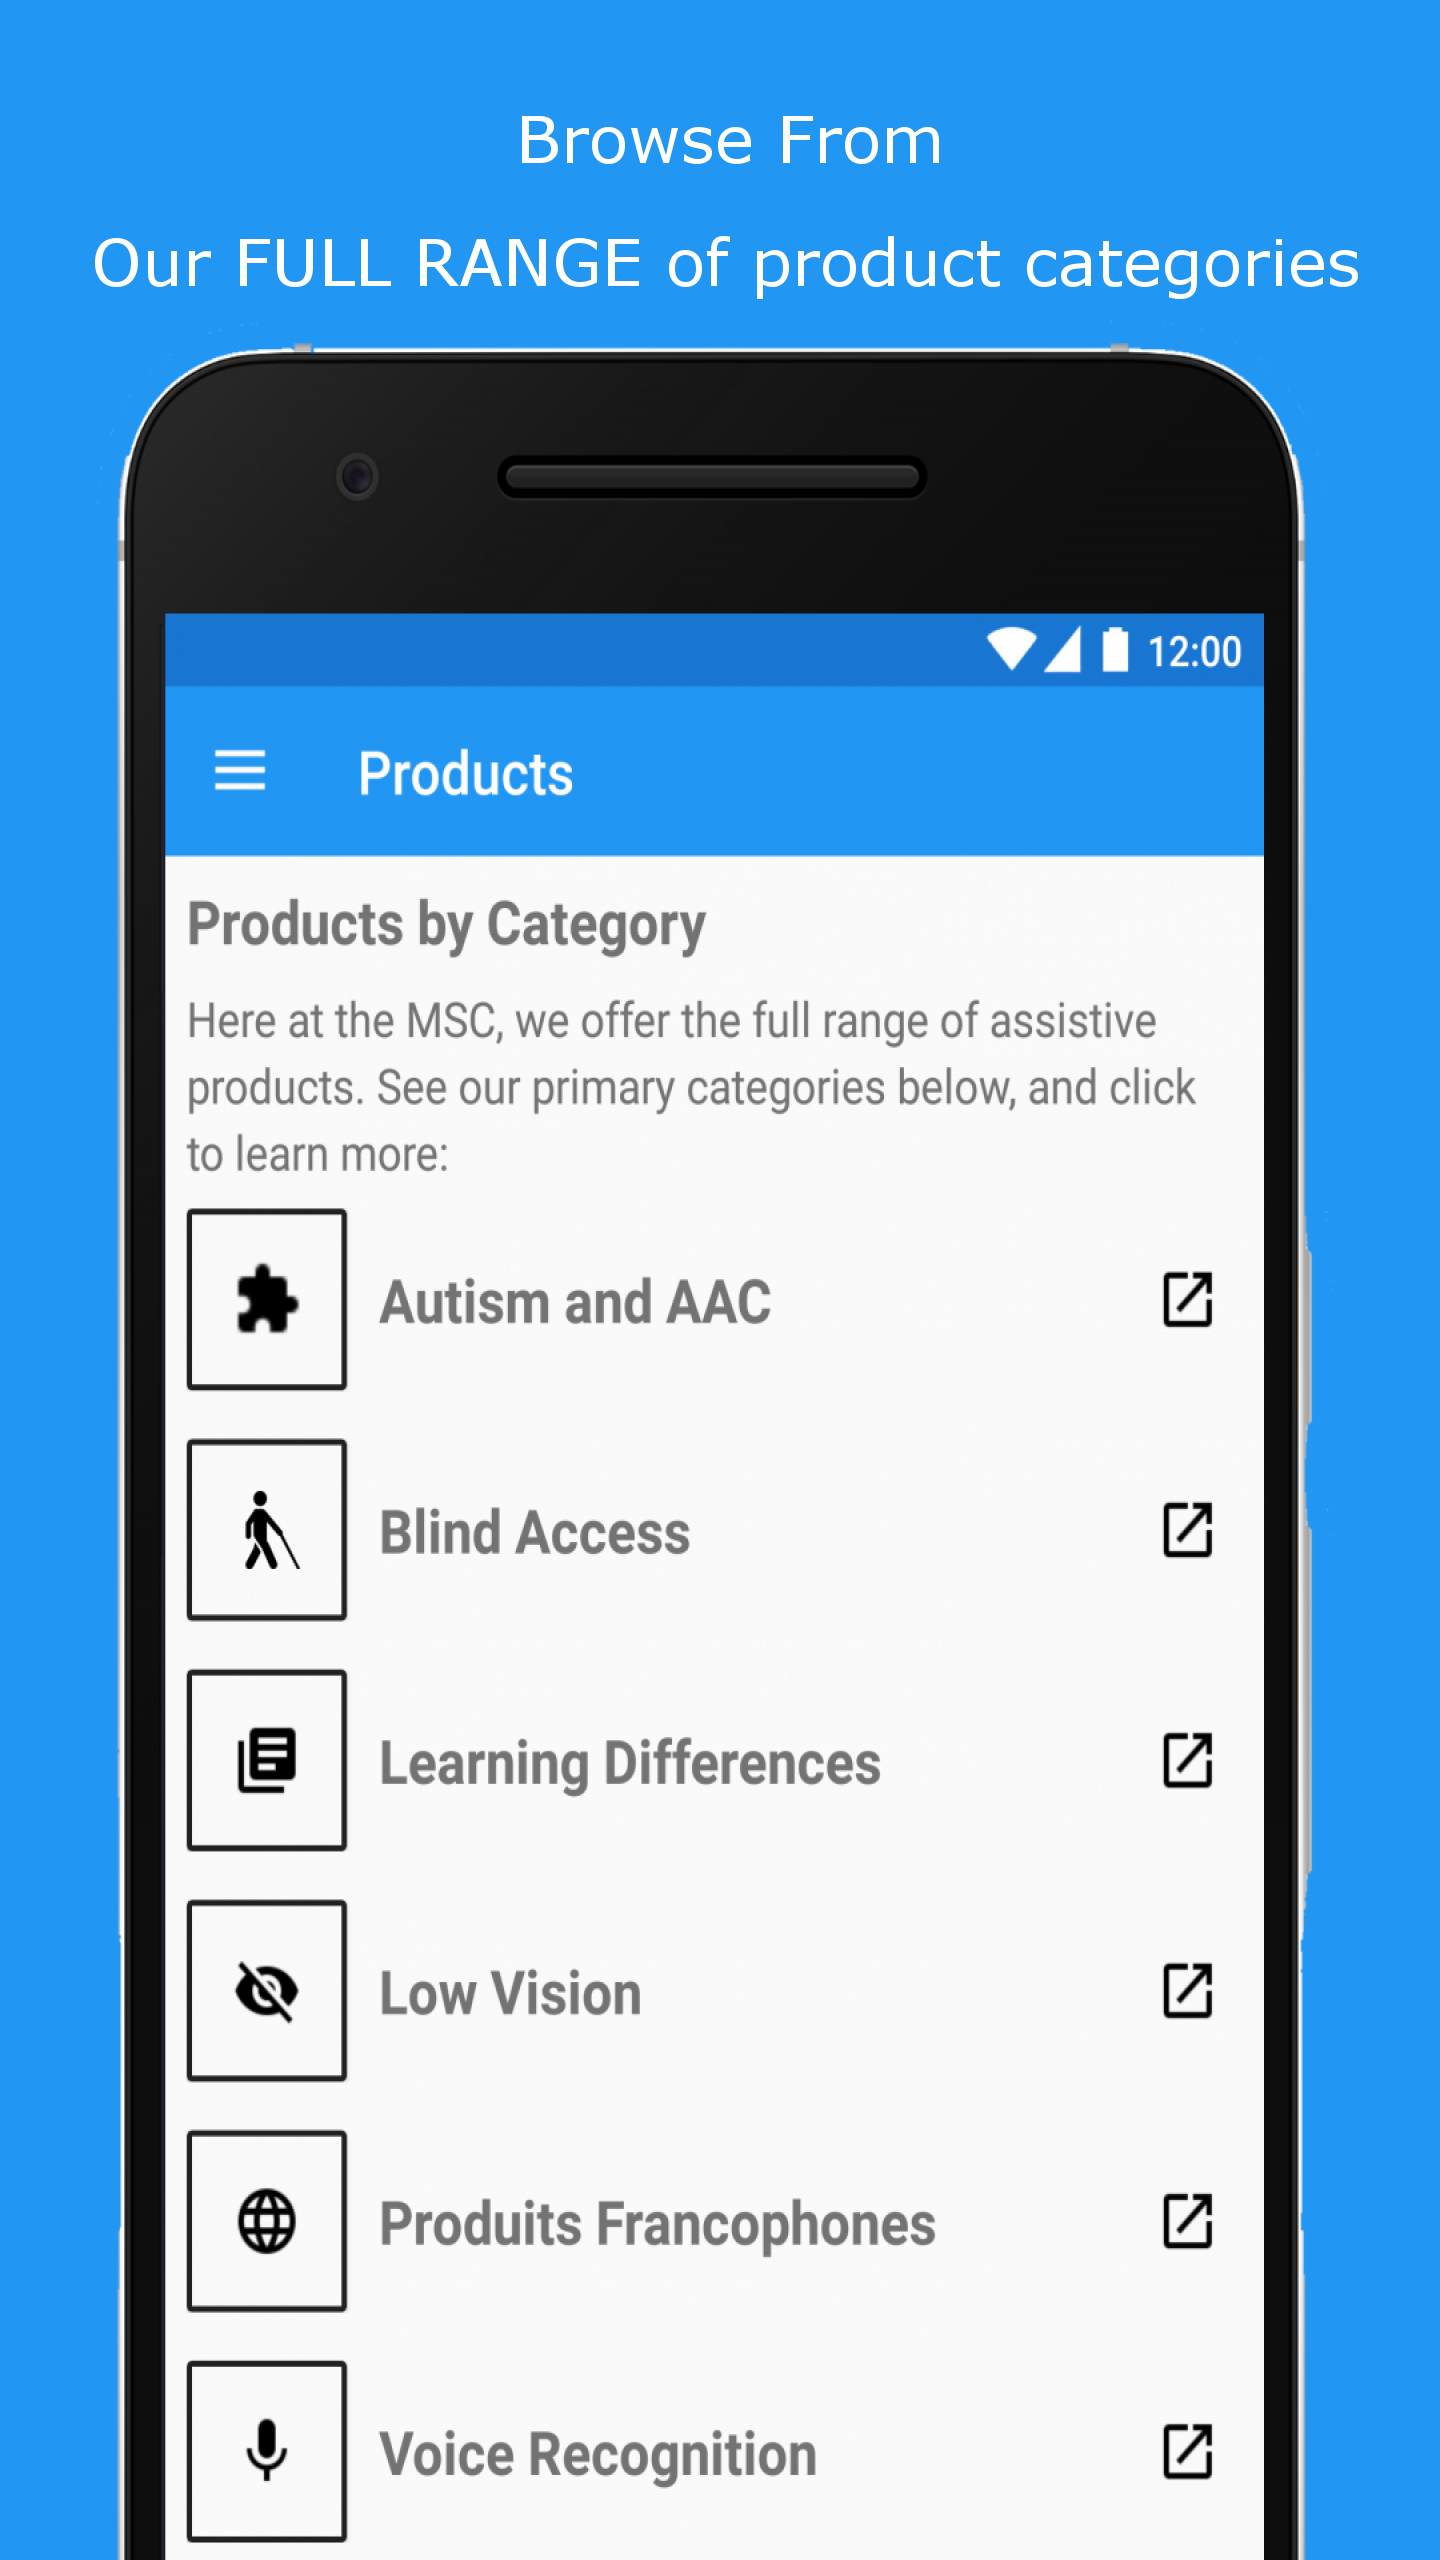 Browse From
Our FULL RANGE of product categories
12:00
Products
Products by Category
Here at the MSC, we offer the full range of assistive
products. See our primary categories below, and click
to learn more:
Autism and AAC
Blind Access
Learning Differences
Low Vision
Produits Francophones
Voice Recognition